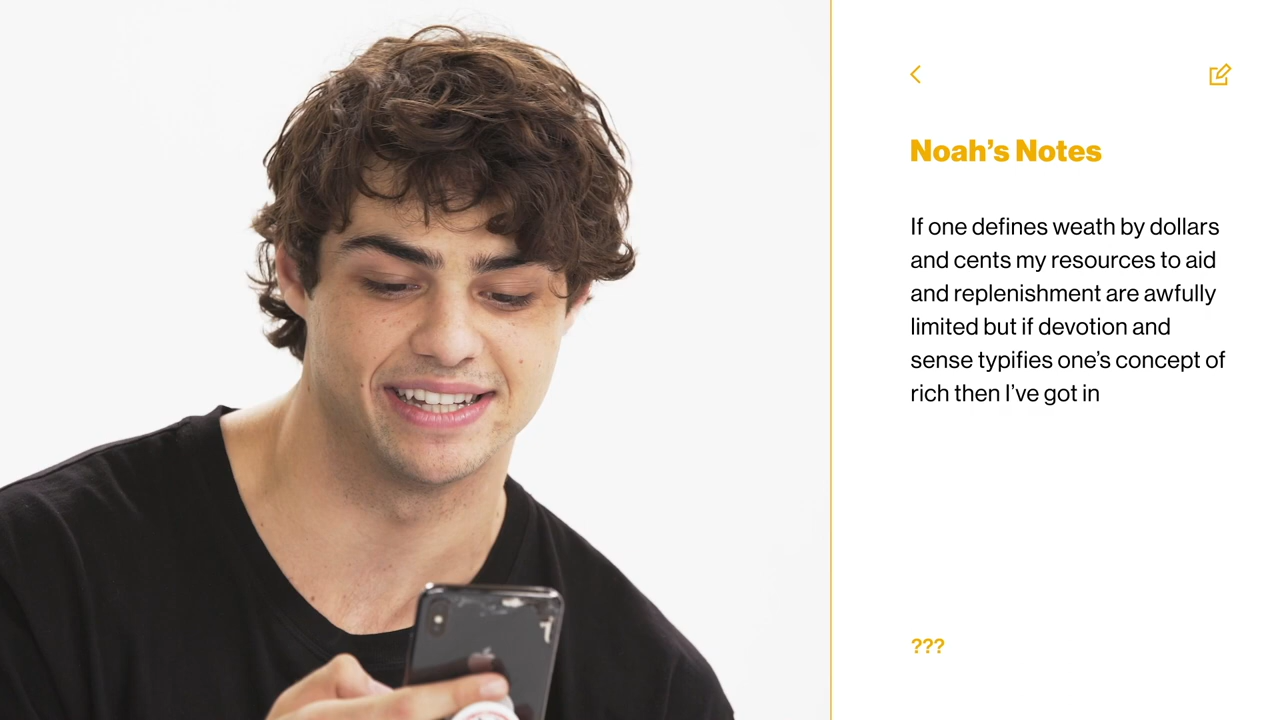 Noah’s Notes
If one defines weath by dollars
and cents my resources to aid
and replenishment are awfully
limited but if devotion and
sense typifies one’s concept of
rich then I’ve got in
???